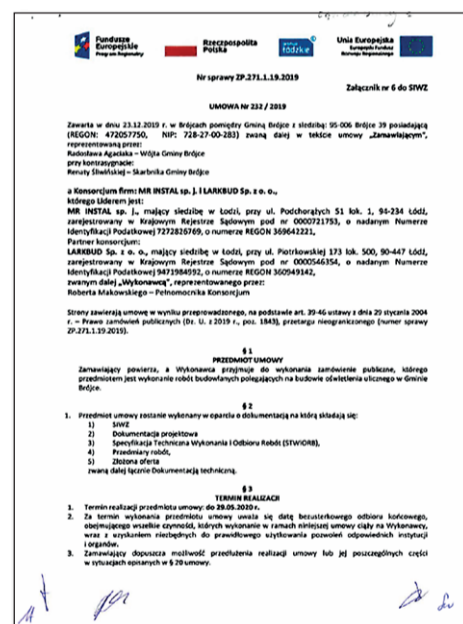 Fundusze
Europejskie
Program Regionalny
Rzeczpospolita
Polska
łódzkie
Unia Europejska
Europejski Fundusz
Rozwoju Regionalnego
Nr sprawy ZP.271.1.19.2019
Załącznik nr 6 do SIWZ
UMOWA Nr 232 / 2019
Zawarta w dniu 23.12.2019 r. w Brójcach pomiędzy Gminą Brójce z siedzibą: 95-006 Brójce 39 posiadającą
(REGON: 472057750, NIP: 728-27-00-283) zwaną dalej w tekście umowy „Zamawiającym”,
reprezentowaną przez:
Radosława Agaciaka – Wójta Gminy Brójce
przy kontrasygnacie:
Renaty Śliwińskiej – Skarbnika Gminy Brójce
a Konsorcjum firm: MR INSTAL sp. j. i LARKBUD Sp. z o. o.,
którego Liderem jest:
MR INSTAL sp. j., mający siedzibę w Łodzi, przy ul. Podchorążych 51 lok. 1, 94-234 Łódź,
zarejestrowany w Krajowym Rejestrze Sądowym pod nr 0000721753, o nadanym Numerze
Identyfikacji Podatkowej 7272826769, o numerze REGON 369642221,
Partner konsorcjum:
LARKBUD Sp. z o. o., mający siedzibę w Łodzi, przy ul. Piotrkowskiej 173 lok. 500, 90-447 Łódź,
zarejestrowany w Krajowym Rejestrze Sądowym pod nr 0000546354, o nadanym Numerze
Identyfikacji Podatkowej 9471984992, o numerze REGON 360949142,
zwanym dalej „Wykonawcą”, reprezentowanego przez:
Roberta Makowskiego – Pełnomocnika Konsorcjum
Strony zawierają umowę w wyniku przeprowadzonego, na podstawie art. 39-46 ustawy z dnia 29 stycznia 2004
r. – Prawo zamówień publicznych (Dz. U. z 2019 r., poz. 1843), przetargu nieograniczonego (numer sprawy
ZP.271.1.19.2019).
§ 1
PRZEDMIOT UMOWY
Zamawiający powierza, a Wykonawca przyjmuje do wykonania zamówienie publiczne, którego
przedmiotem jest wykonanie robót budowlanych polegających na budowie oświetlenia ulicznego w Gminie
Brójce.
§ 2
1. Przedmiot umowy zostanie wykonany w oparciu o dokumentację na którą składają się:
1) SIWZ
2) Dokumentacja projektowa
3) Specyfikacja Techniczna Wykonania i Odbioru Robót (STWiORB),
4) Przedmiary robót,
5) Złożona oferta
zwaną dalej łącznie Dokumentacją techniczną.
§ 3
TERMIN REALIZACJI
1. Termin realizacji przedmiotu umowy: do 29.05.2020 r.
2. Za termin wykonania przedmiotu umowy uważa się datę bezusterkowego odbioru końcowego,
obejmującego wszelkie czynności, których wykonanie w ramach niniejszej umowy ciąży na Wykonawcy,
wraz z uzyskaniem niezbędnych do prawidłowego użytkowania pozwoleń odpowiednich instytucji
i organów.
3. Zamawiający dopuszcza możliwość przedłużenia realizacji umowy lub jej poszczególnych części
w sytuacjach opisanych w § 20 umowy.